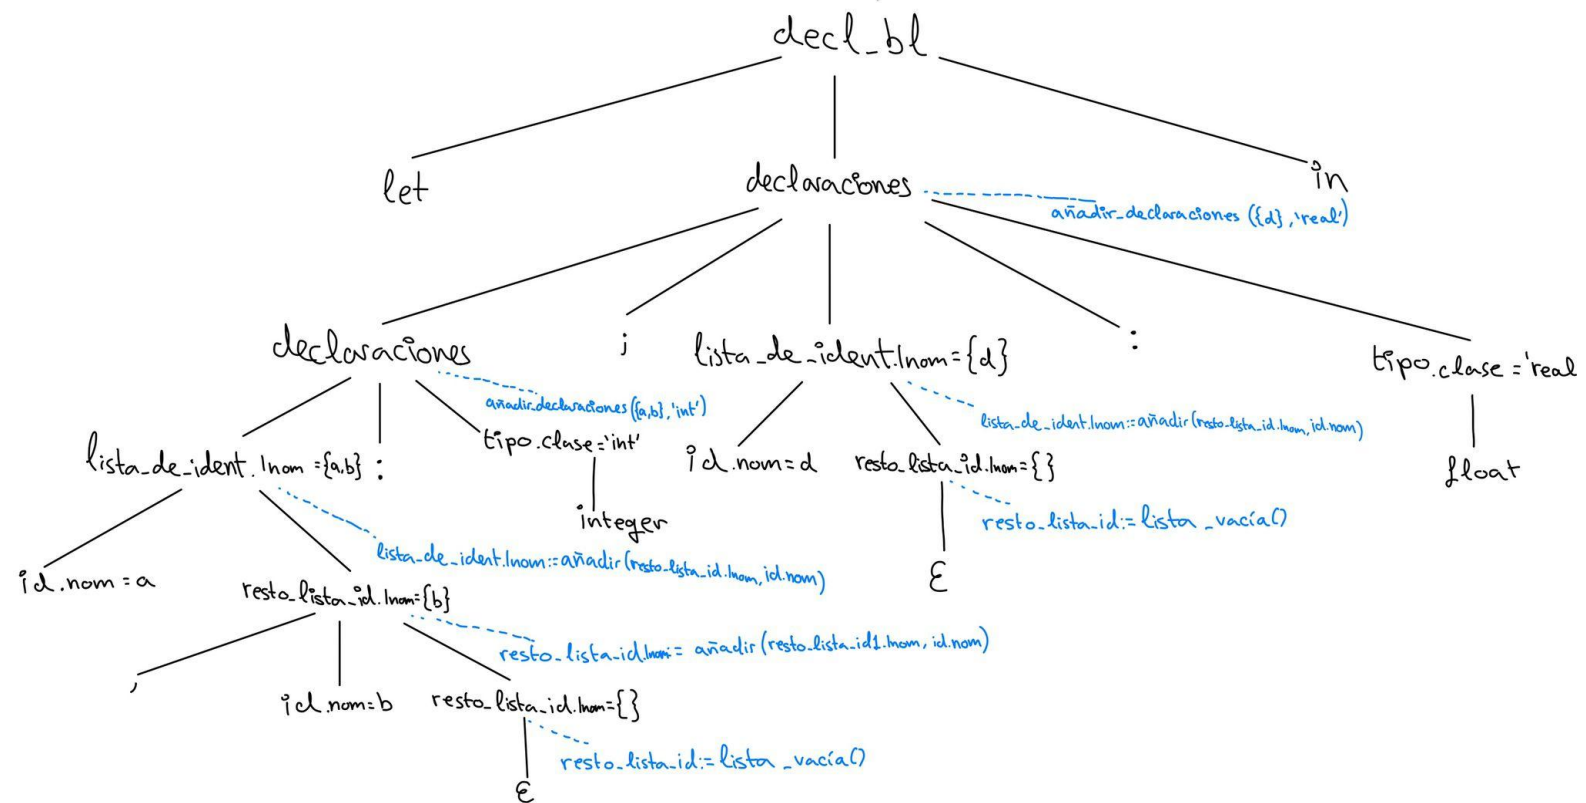 decl_bl
let
declaraciones
in
añadir_declaraciones ({d}, 'real')
declaraciones
;
lista_de_ident.lnom={d}
:
tipo.clase = 'real
añadir_declaraciones ({a,b}, 'int')
lista_de_ident.lnom:=añadir (resto_lista_id.lnom, id.nom)
lista_de_ident.lnom ={a,b}
:
tipo.clase='int'
id.nom=d
resto_lista_id.lnom={}
float
integer
resto_lista_id:= lista_vacía()
lista_de_ident.lnom:=añadir (resto_lista_id.lnom, id.nom)
id.nom = a
resto_lista_id.lnom={b}
ε
resto_lista_id.lnom:= añadir (resto_lista_id1.lnom, id.nom)
,
id.nom=b
resto_lista_id.lnom={}
resto_lista_id:= lista_vacía()
ε